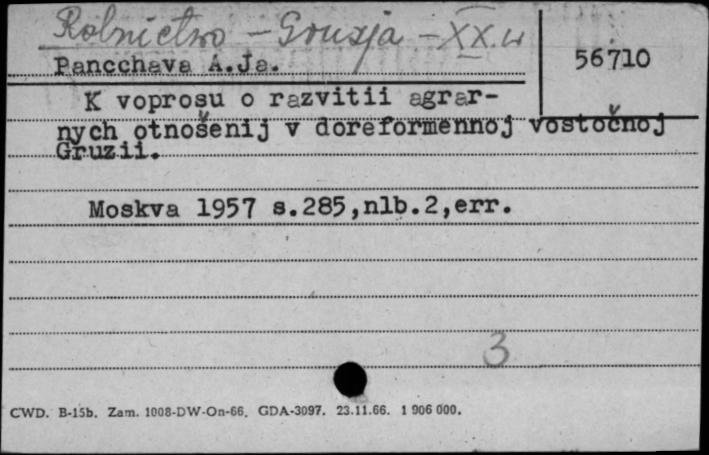 Rolnictwo – Gruzja – XX w
56710
Pancchava A.Ja.
K voprosu o razvitii agrar-
nych otnošenij v doreformennoj vostočnoj
Gruzii.
Moskva 1957 s.285,nlb.2,err.
3
CWD. B-15b. Zam. 1008-DW-On-66. GDA-3097. 23.11.66. 1 906 000.